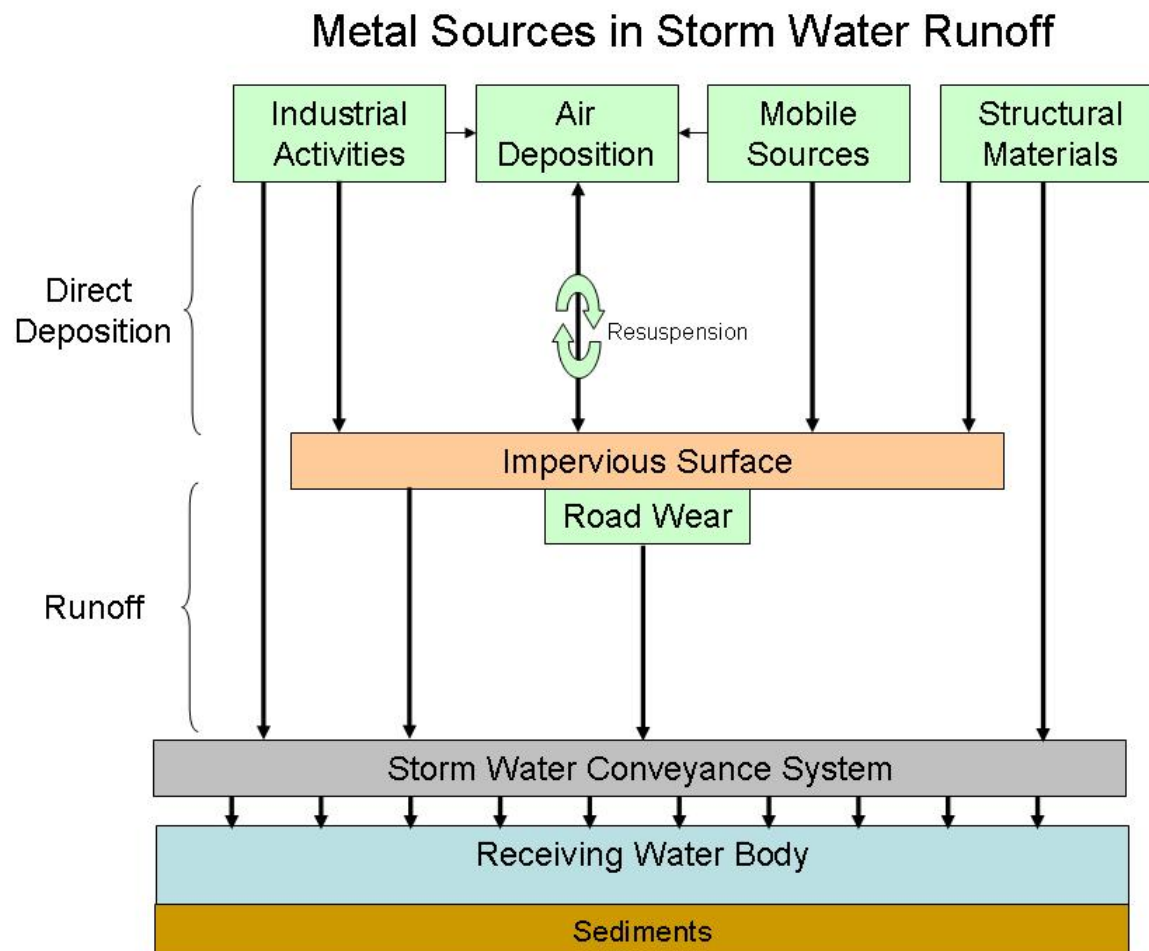 Metal Sources in Storm Water Runoff
Industrial
Activities
Air
Deposition
Mobile
Sources
Structural
Materials
Direct
Deposition
Resuspension
Impervious Surface
Road Wear
Runoff
Storm Water Conveyance System
Receiving Water Body
Sediments